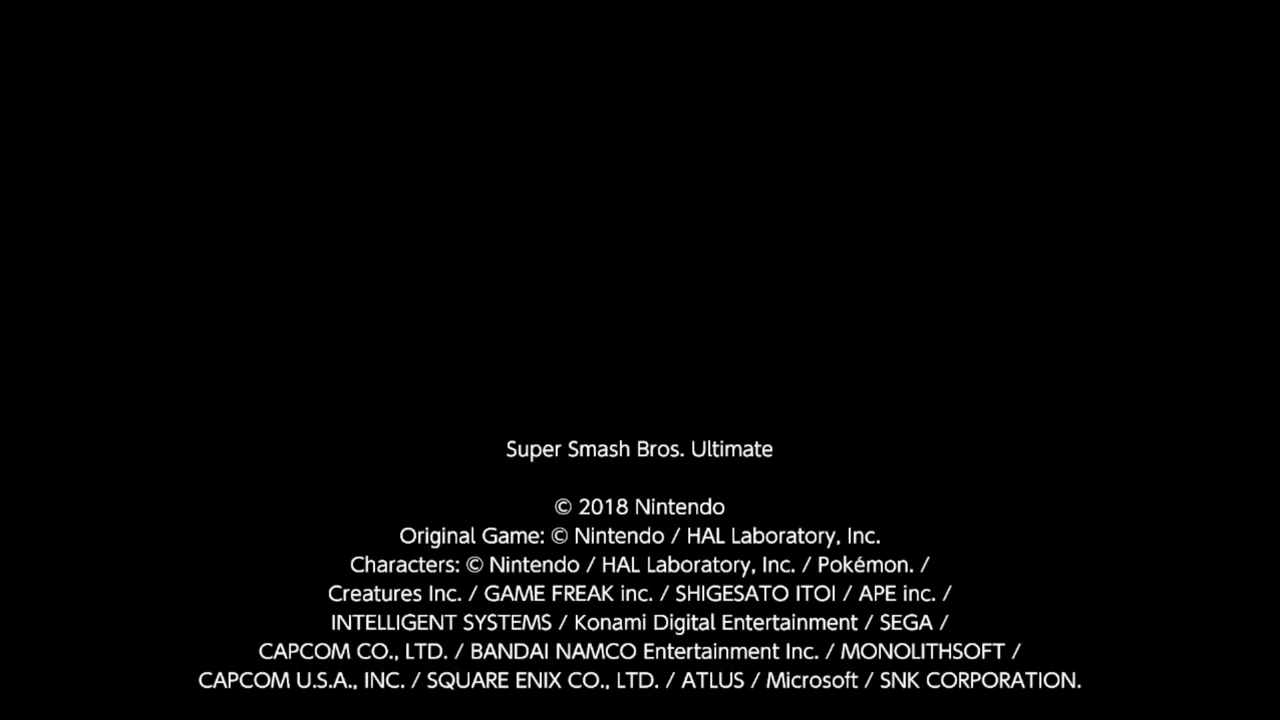 Super Smash Bros. Ultimate
© 2018 Nintendo
Original Game: © Nintendo / HAL Laboratory, Inc.
Characters: © Nintendo / HAL Laboratory, Inc. / Pokémon. /
Creatures Inc. / GAME FREAK inc. / SHIGESATO ITOI / APE inc. /
INTELLIGENT SYSTEMS / Konami Digital Entertainment / SEGA /
CAPCOM CO., LTD. / BANDAI NAMCO Entertainment Inc. / MONOLITHSOFT /
CAPCOM U.S.A., INC. / SQUARE ENIX CO., LTD. / ATLUS / Microsoft / SNK CORPORATION.